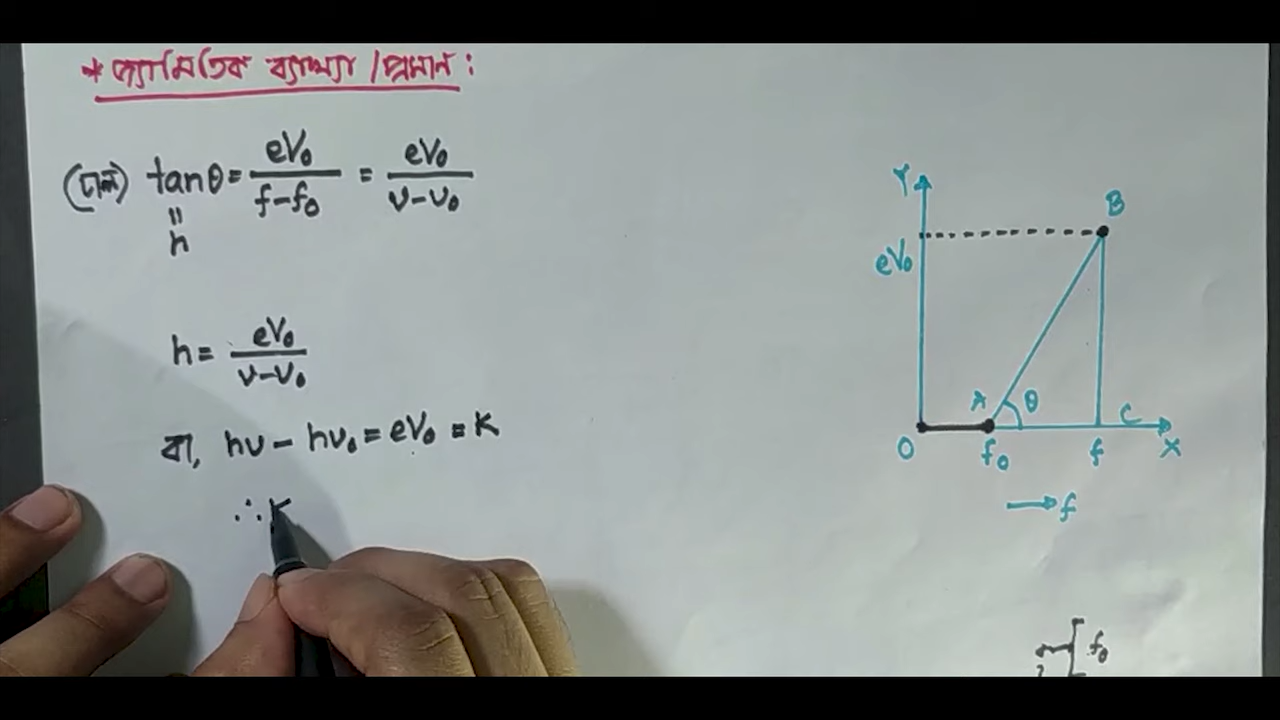 * জ্যামিতিক ব্যাখ্যা / প্রমান :
(ঢাল) tanθ = eV₀/f-f₀ = eV₀/ν-ν₀
=
h
h = eV₀/ν-ν₀
বা, hν - hν₀ = eV₀ = K
∴ K
Y
B
eV₀
A θ C
O f₀ f X
→ f
f₀